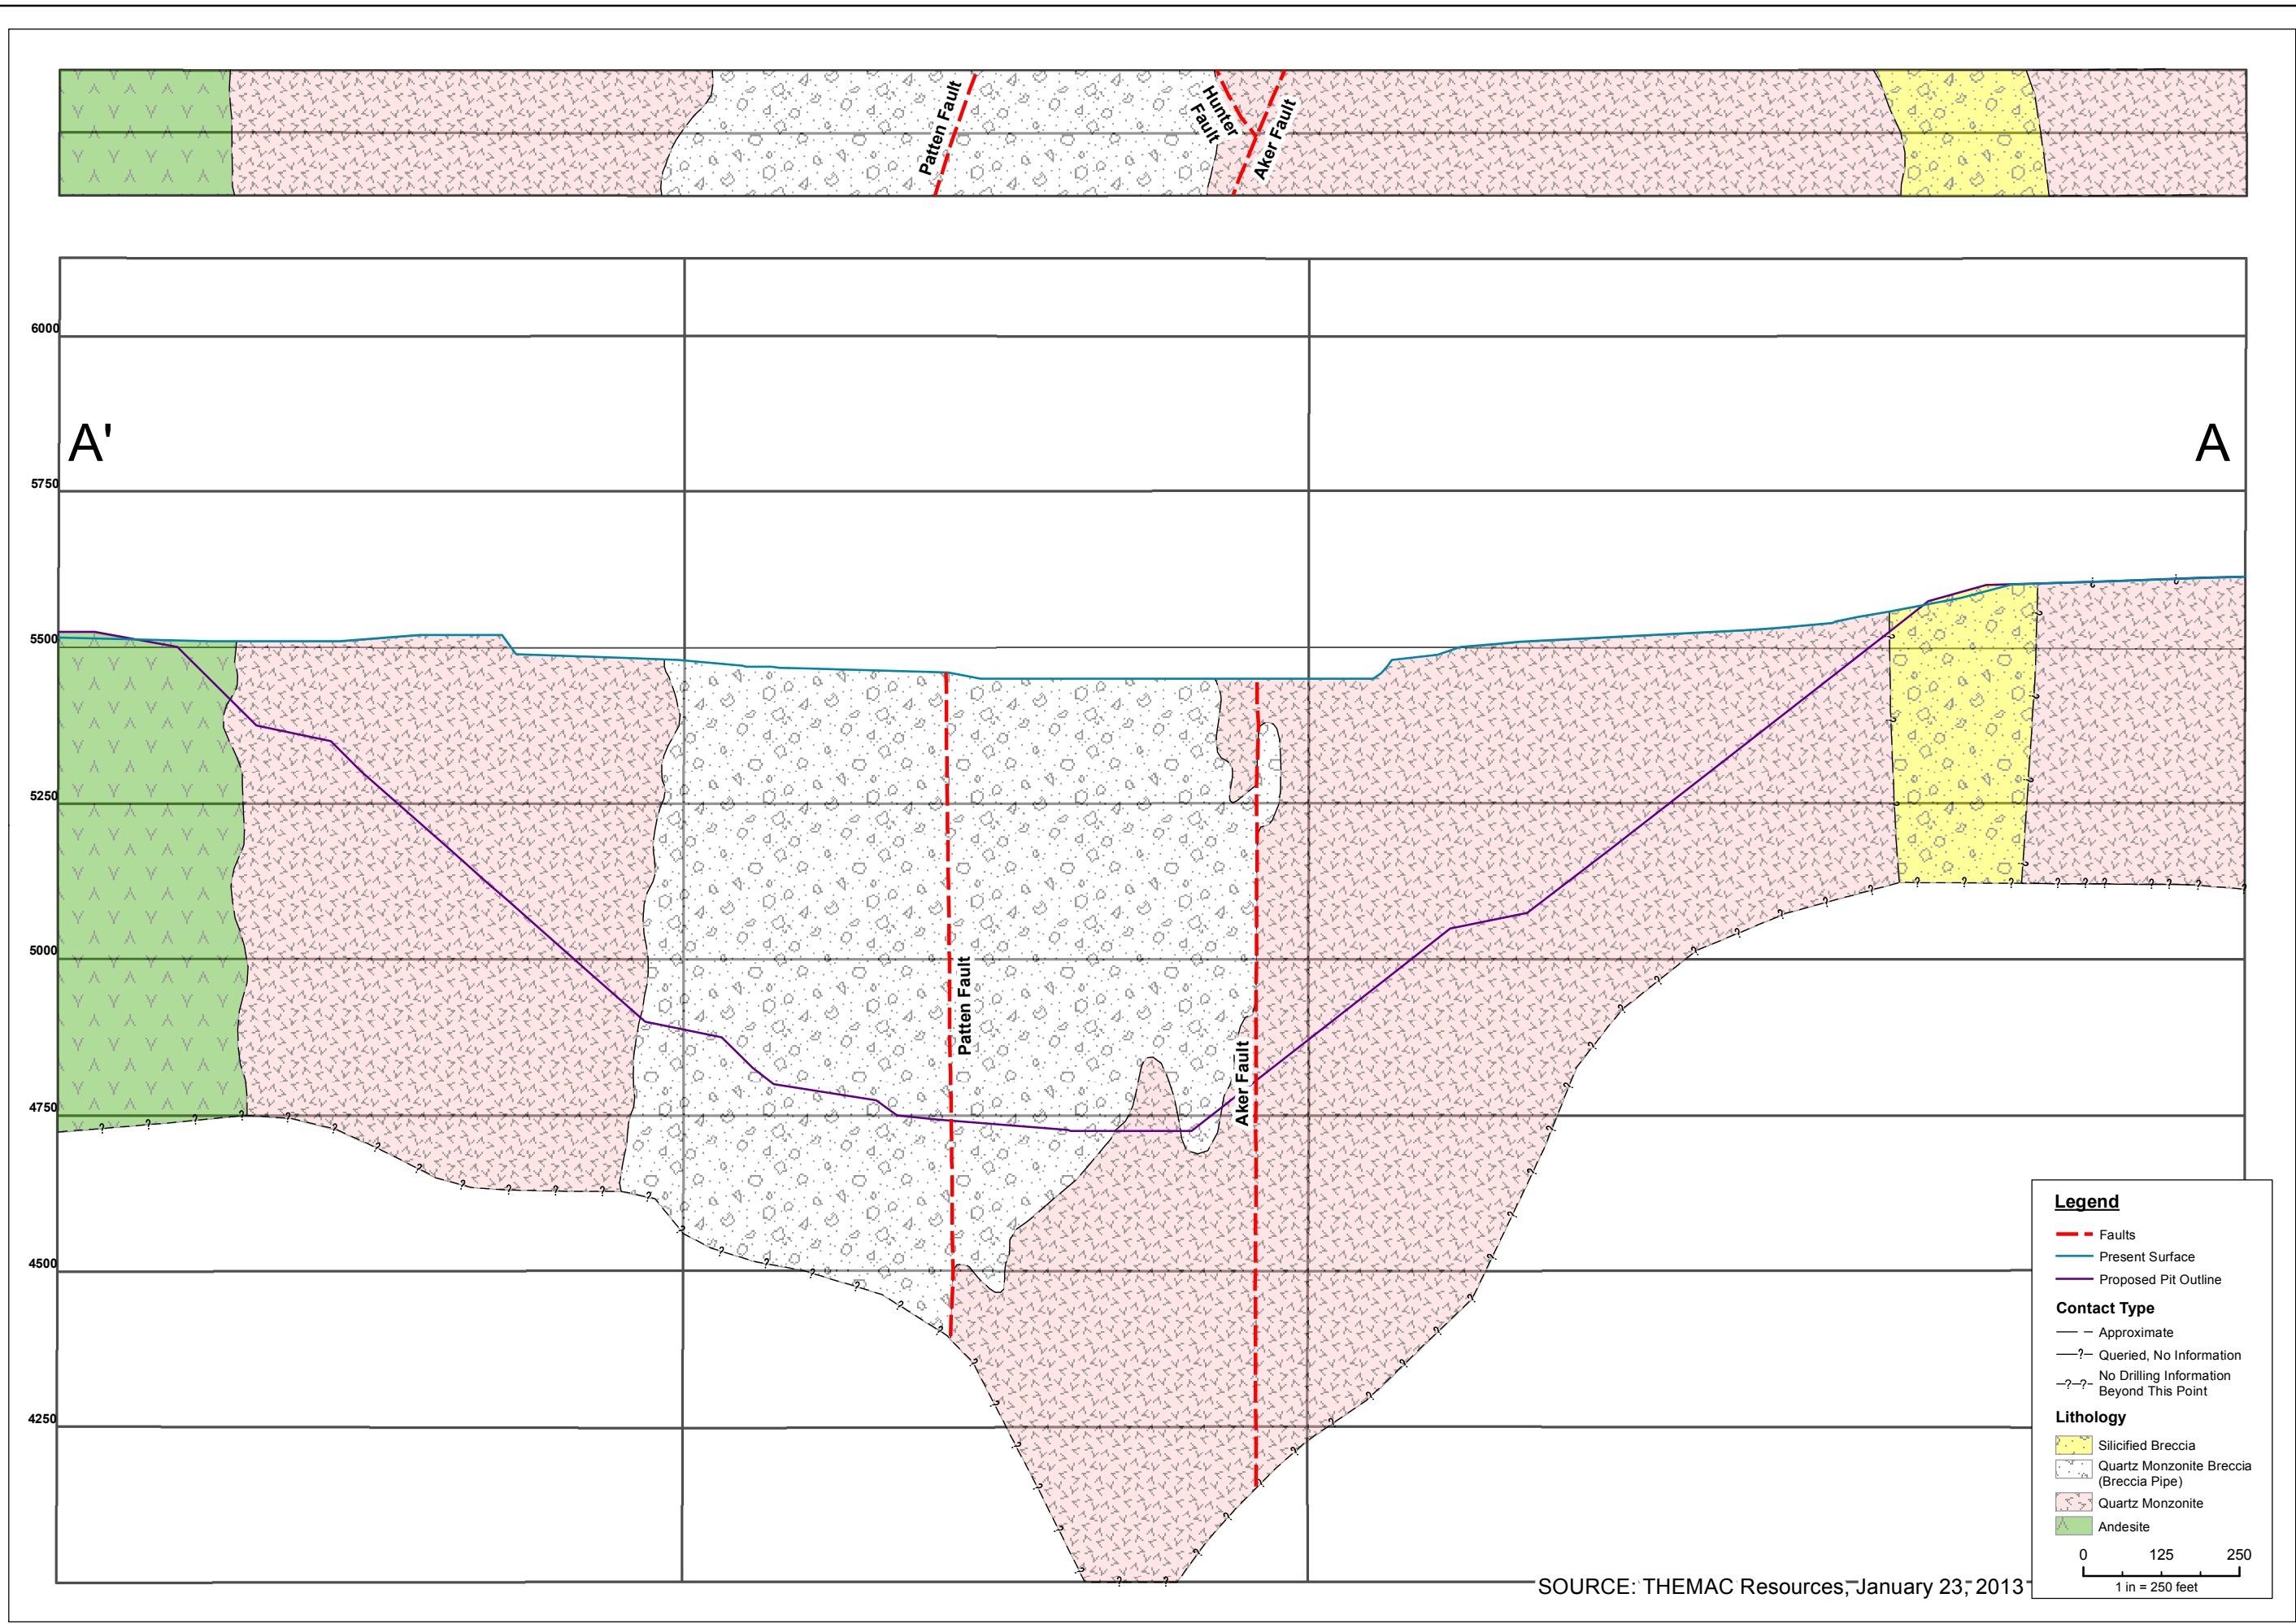 Patten Fault
Hunter
Fault
Aker Fault
6000
A'
A
5750
5500
5250
5000
Patten Fault
Aker Fault
4750
4500
4250
Legend
Faults
Present Surface
Proposed Pit Outline
Contact Type
Approximate
Queried, No Information
No Drilling Information
Beyond This Point
Lithology
Silicified Breccia
Quartz Monzonite Breccia
(Breccia Pipe)
Quartz Monzonite
Andesite
0 125 250
1 in = 250 feet
SOURCE: THEMAC Resources, January 23, 2013